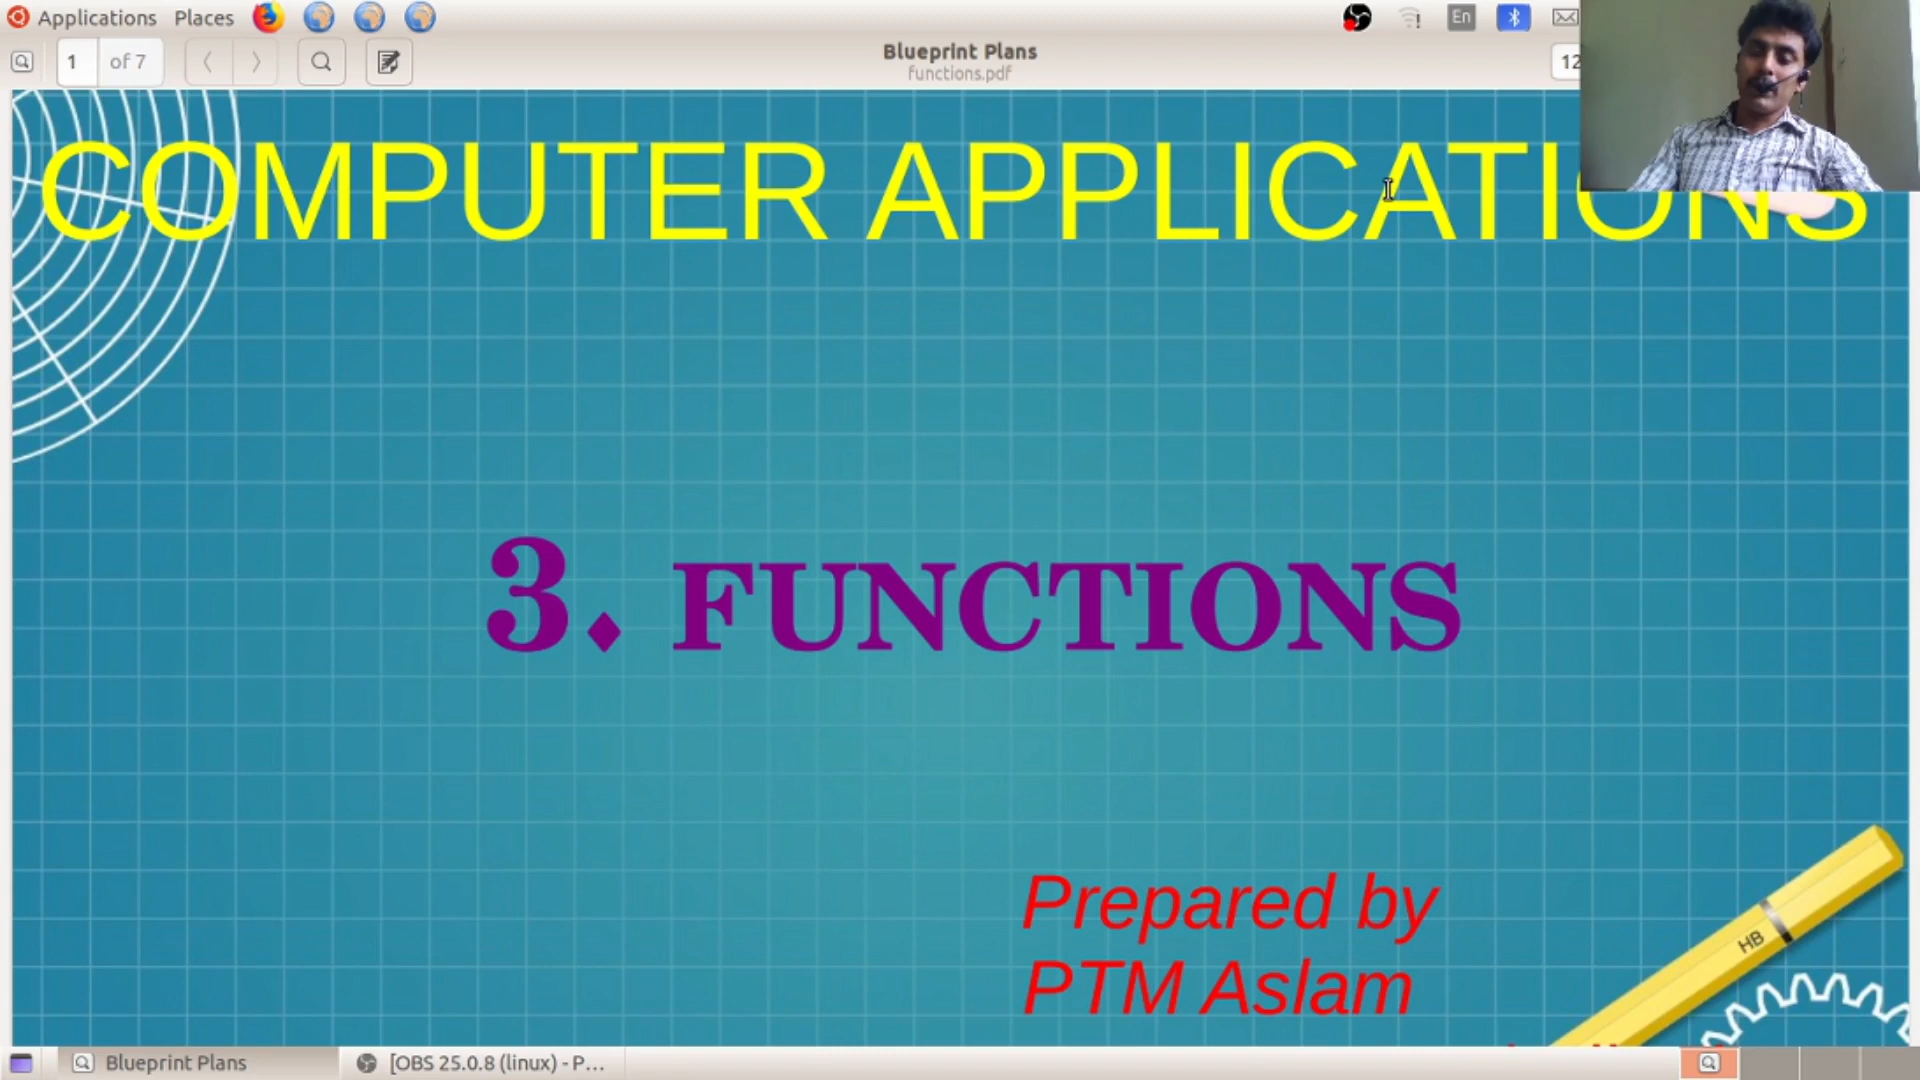 Applications Places
En
1 of 7
Blueprint Plans
functions.pdf
12
COMPUTER APPLICATIONS
3. FUNCTIONS
Prepared by
PTM Aslam
HB
Blueprint Plans
[OBS 25.0.8 (linux) - P...